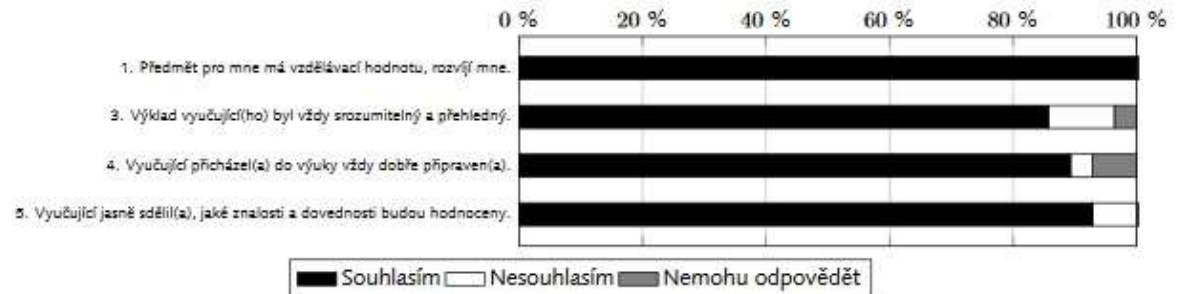 0 % 20 % 40 % 60 % 80 % 100 %
1. Předmět pro mne má vzdělávací hodnotu, rozvíjí mne.
3. Výklad vyučující(ho) byl vždy srozumitelný a přehledný.
4. Vyučující přicházel(a) do výuky vždy dobře připraven(a).
5. Vyučující jasně sdělil(a), jaké znalosti a dovednosti budou hodnoceny.
Souhlasím Nesouhlasím Nemohu odpovědět